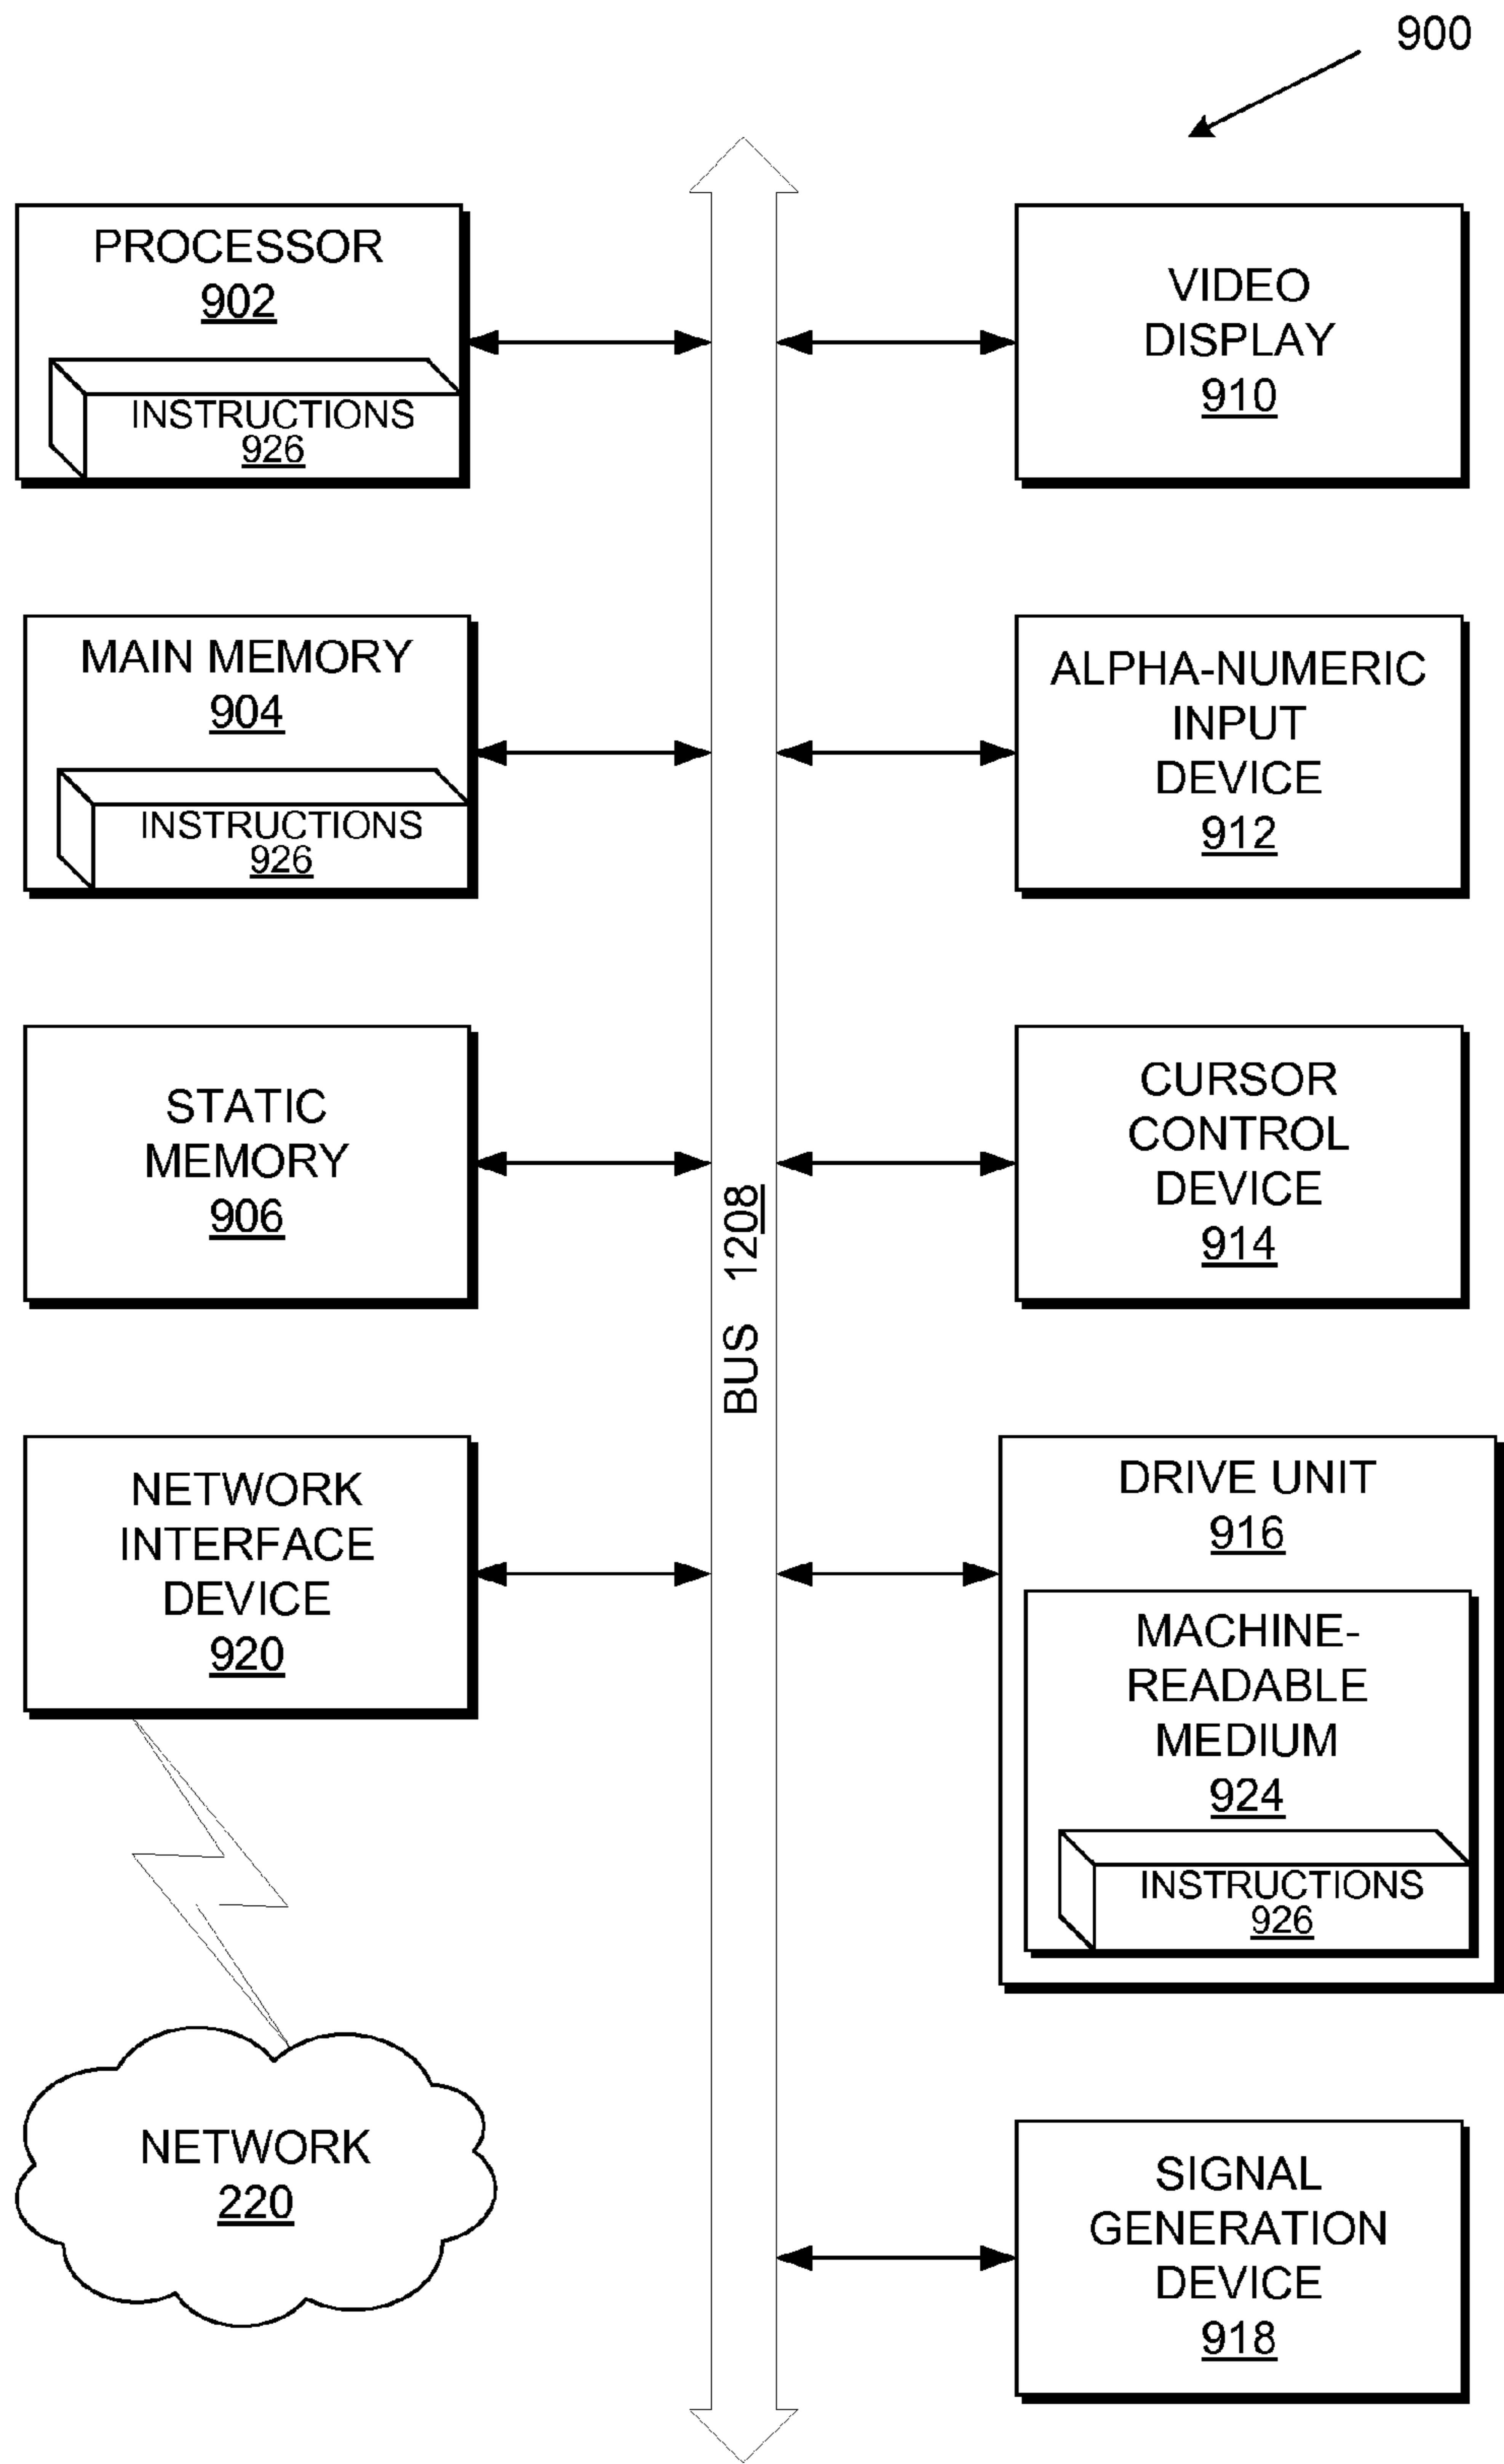 900
PROCESSOR
902
INSTRUCTIONS
926
VIDEO
DISPLAY
910
MAIN MEMORY
904
INSTRUCTIONS
926
ALPHA-NUMERIC
INPUT
DEVICE
912
STATIC
MEMORY
906
CURSOR
CONTROL
DEVICE
914
BUS 1208
NETWORK
INTERFACE
DEVICE
920
DRIVE UNIT
916
MACHINE-
READABLE
MEDIUM
924
INSTRUCTIONS
926
NETWORK
220
SIGNAL
GENERATION
DEVICE
918